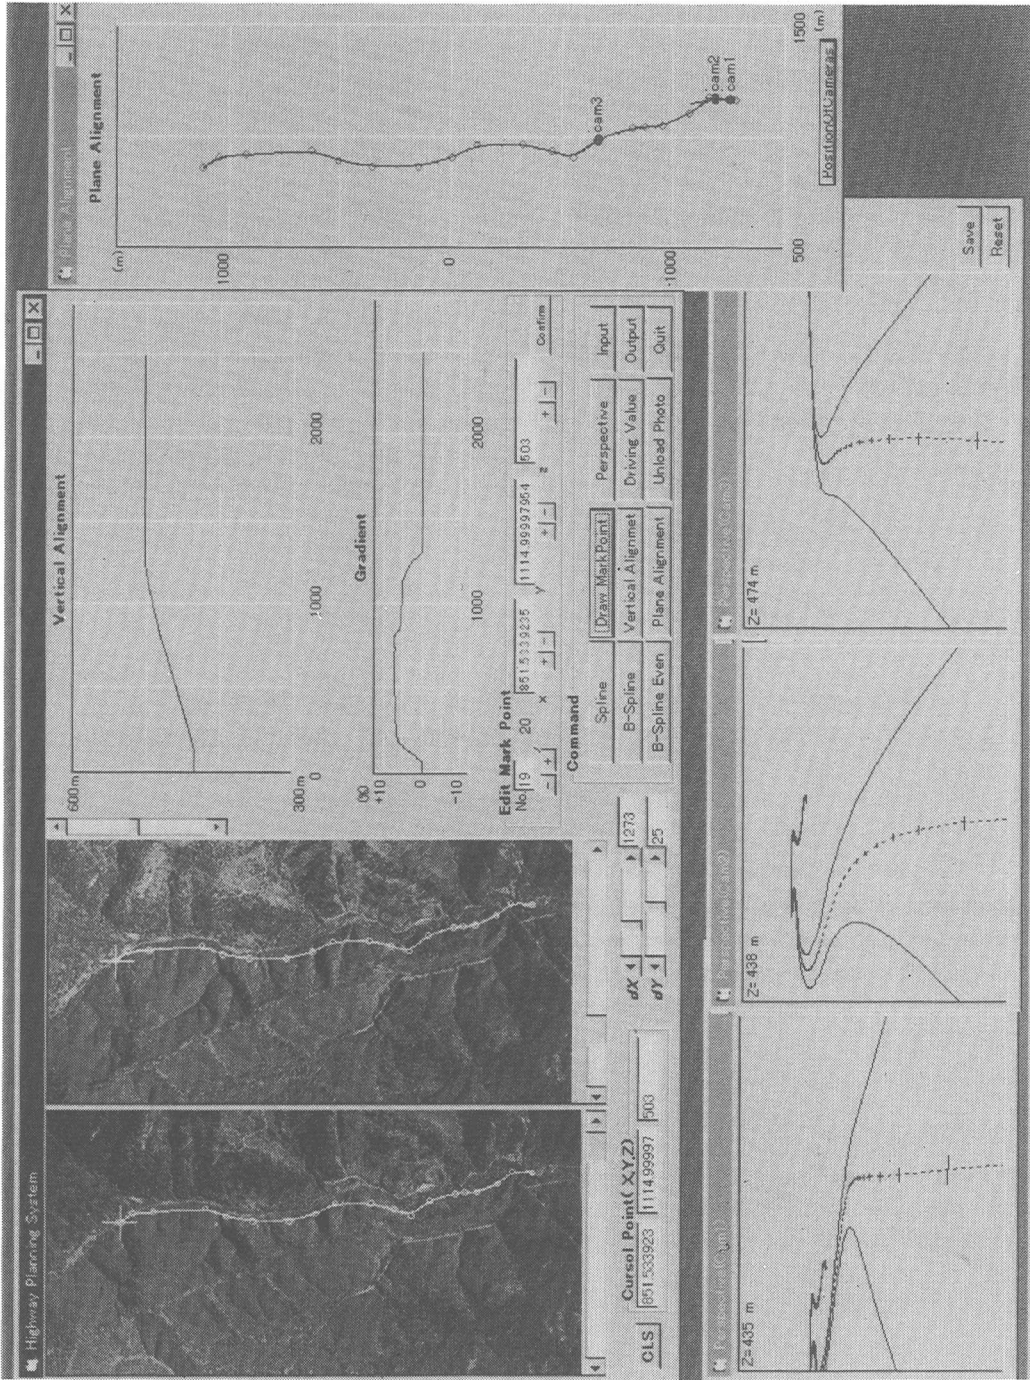 Highway Planning System
CLS
Cursol Point( X,Y,Z)
851.533923
1114.99997
503
dX
1273
dY
25
Vertical Alignment
600m
300m
0
1000
2000
Gradient
(%)
+10
0
-10
1000
2000
Edit Mark Point
No.
19
20
851.5339235
1114.99997954
503
- +
X
+ -
Y
+ -
Z
+ -
Confirm
Command
Spline
Draw MarkPoint
Perspective
Input
B-Spline
Vertical Alignmet
Driving Value
Output
B-Spline Even
Plane Alignment
Unload Photo
Quit
Plane Alignment
(m)
1000
0
-1000
500
1500
(m)
cam3
cam2
cam1
PositionOfCameras
Z= 435 m
Z= 438 m
Z= 474 m
Save
Reset